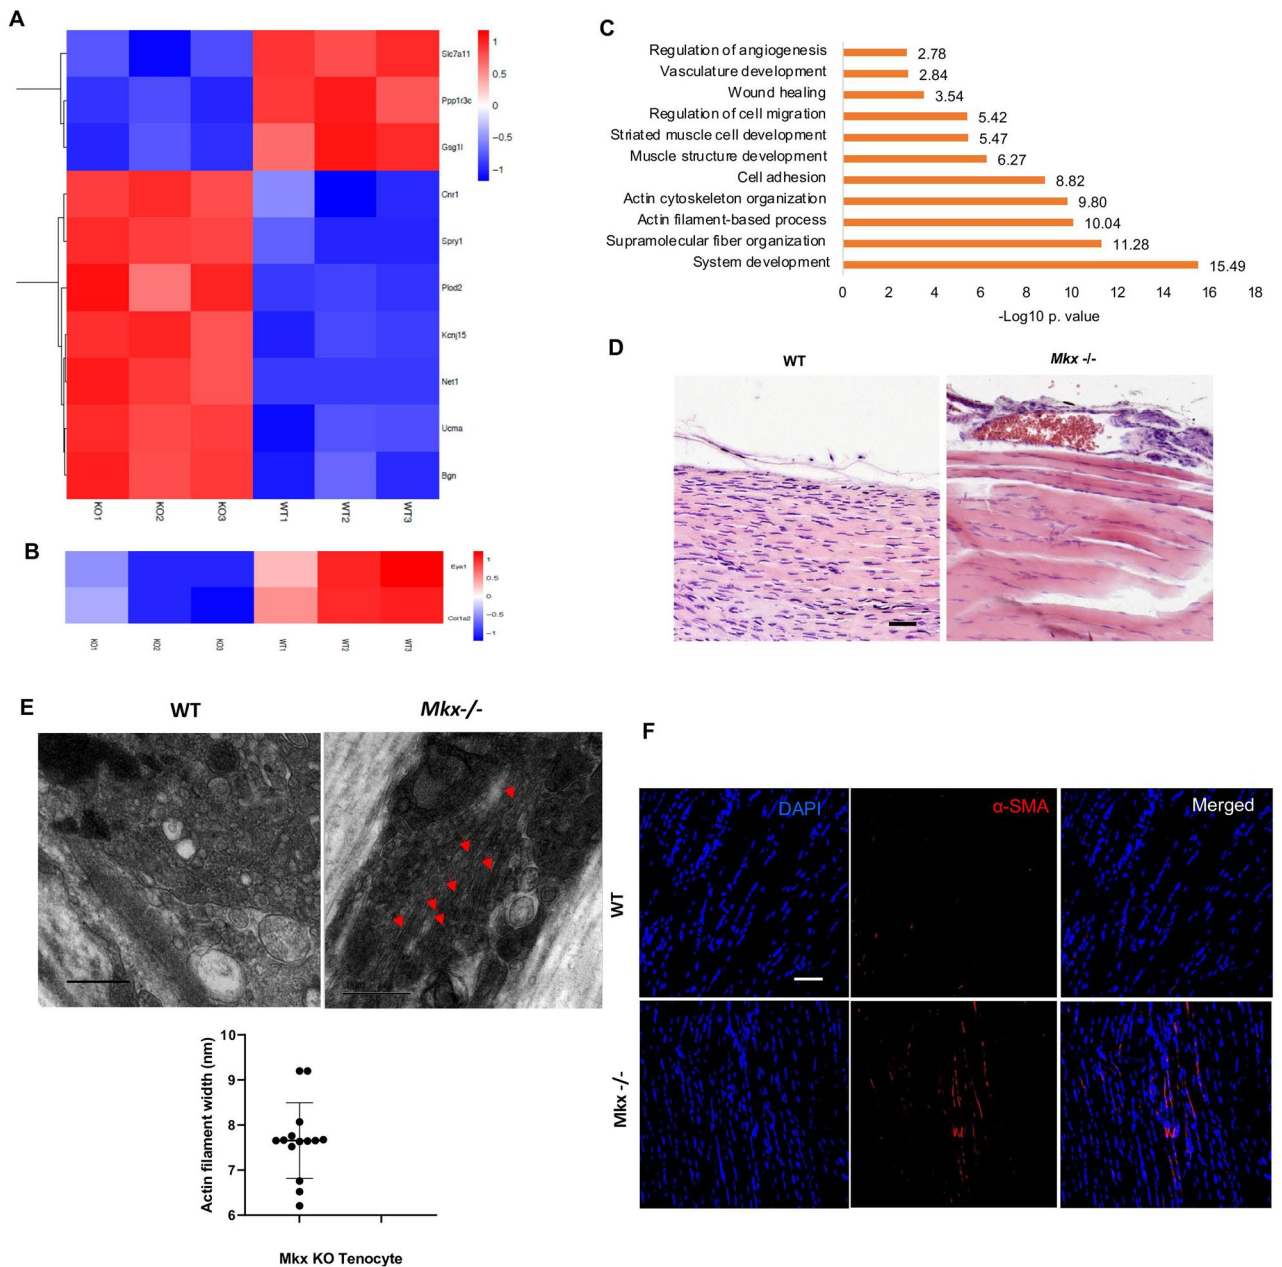 A
Slc7a11
Ppp1r3c
Gsg1l
Cnr1
Spry1
Plod2
Kcnj15
Net1
Ucma
Bgn
1
0.5
0
−0.5
−1
KO1
KO2
KO3
WT1
WT2
WT3
B
Eya1
Col1a2
1
0.5
0
−0.5
−1
KO1
KO2
KO3
WT1
WT2
WT3
C
Regulation of angiogenesis 2.78
Vasculature development 2.84
Wound healing 3.54
Regulation of cell migration 5.42
Striated muscle cell development 5.47
Muscle structure development 6.27
Cell adhesion 8.82
Actin cytoskeleton organization 9.80
Actin filament-based process 10.04
Supramolecular fiber organization 11.28
System development 15.49
0 2 4 6 8 10 12 14 16 18
-Log10 p. value
D
WT
Mkx -/-
E
WT
Mkx-/-
10
9
8
7
6
Actin filament width (nm)
Mkx KO Tenocyte
F
DAPI
α-SMA
Merged
WT
Mkx -/-